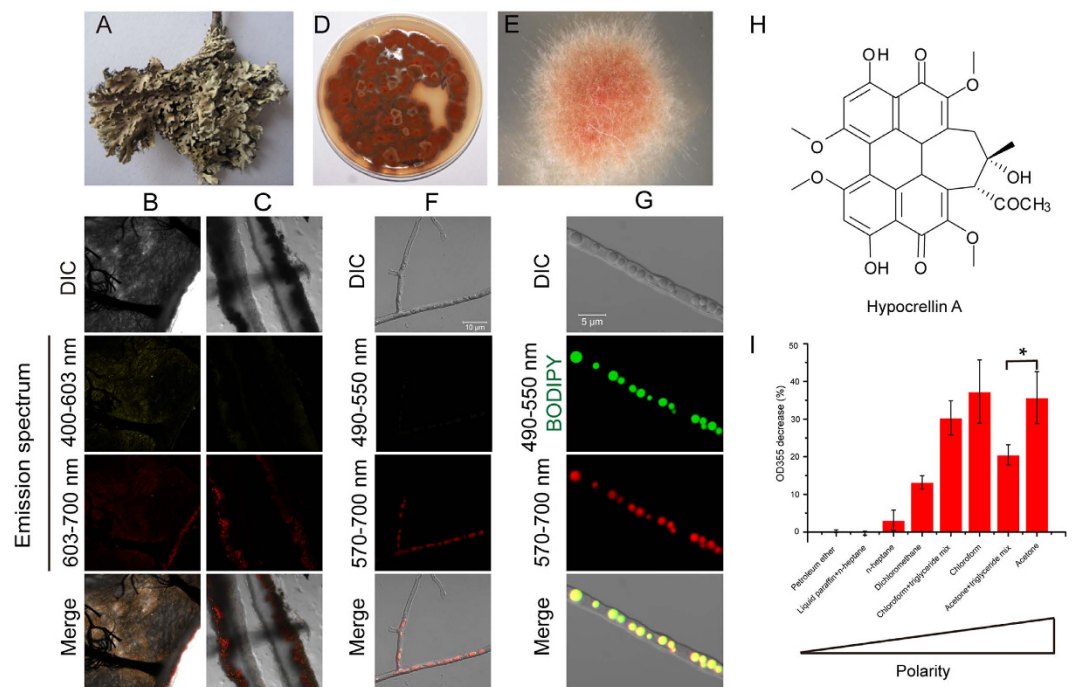 A
D
E
H
B
C
F
G
DIC
DIC
DIC
10 µm
5 µm
Emission spectrum
400-603 nm
490-550 nm
490-550 nm
BODIPY
603-700 nm
570-700 nm
570-700 nm
Merge
Merge
Merge
OH
O
O
O
O
OH
COCH3
O
OH
O
Hypocrellin A
I
*
OD355 decrease (%)
50
40
30
20
10
0
Petroleum ether
Liquid paraffin+n-heptane
n-heptane
Dichloromethane
Chloroform+triglyceride mix
Chloroform
Acetone+triglyceride mix
Acetone
Polarity